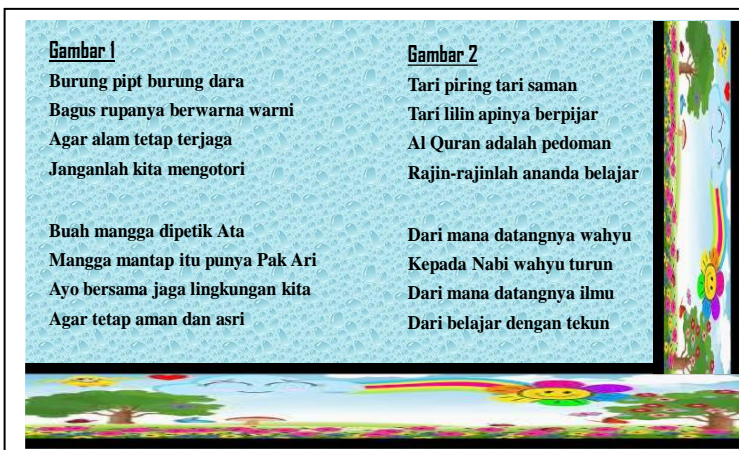 Gambar 1
Burung pipt burung dara
Bagus rupanya berwarna warni
Agar alam tetap terjaga
Janganlah kita mengotori
Buah mangga dipetik Ata
Mangga mantap itu punya Pak Ari
Ayo bersama jaga lingkungan kita
Agar tetap aman dan asri
Gambar 2
Tari piring tari saman
Tari lilin apinya berpijar
Al Quran adalah pedoman
Rajin-rajinlah ananda belajar
Dari mana datangnya wahyu
Kepada Nabi wahyu turun
Dari mana datangnya ilmu
Dari belajar dengan tekun